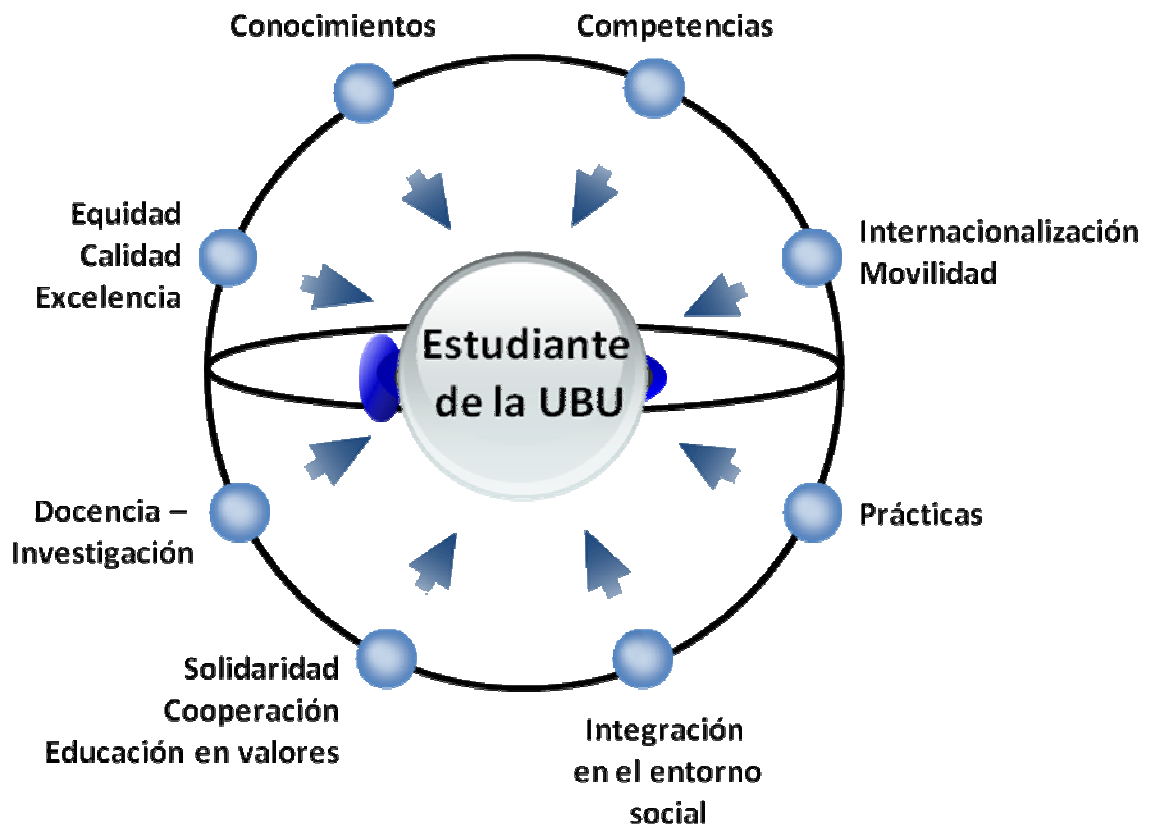 Conocimientos
Competencias
Equidad
Calidad
Excelencia
Internacionalización
Movilidad
Estudiante
de la UBU
Docencia –
Investigación
Prácticas
Solidaridad
Cooperación
Educación en valores
Integración
en el entorno
social